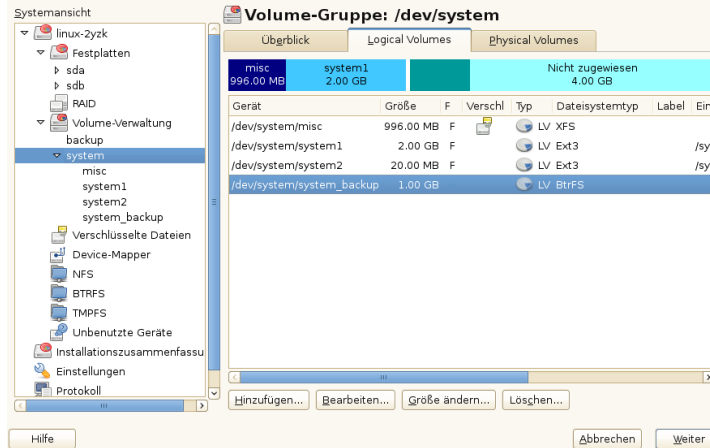 Systemansicht
linux-2yzk
Festplatten
sda
sdb
RAID
Volume-Verwaltung
backup
system
misc
system1
system2
system_backup
Verschlüsselte Dateien
Device-Mapper
NFS
BTRFS
TMPFS
Unbenutzte Geräte
Installationszusammenfassu
Einstellungen
Protokoll
Volume-Gruppe: /dev/system
Überblick Logical Volumes Physical Volumes
misc system1 Nicht zugewiesen
996.00 MB 2.00 GB 4.00 GB
Gerät Größe F Verschl Typ Dateisystemtyp Label Ein
/dev/system/misc 996.00 MB F LV XFS
/dev/system/system1 2.00 GB F LV Ext3 /sy
/dev/system/system2 20.00 MB F LV Ext3 /sy
/dev/system/system_backup 1.00 GB LV BtrFS
Hinzufügen... Bearbeiten... Größe ändern... Löschen...
Hilfe Abbrechen Weiter